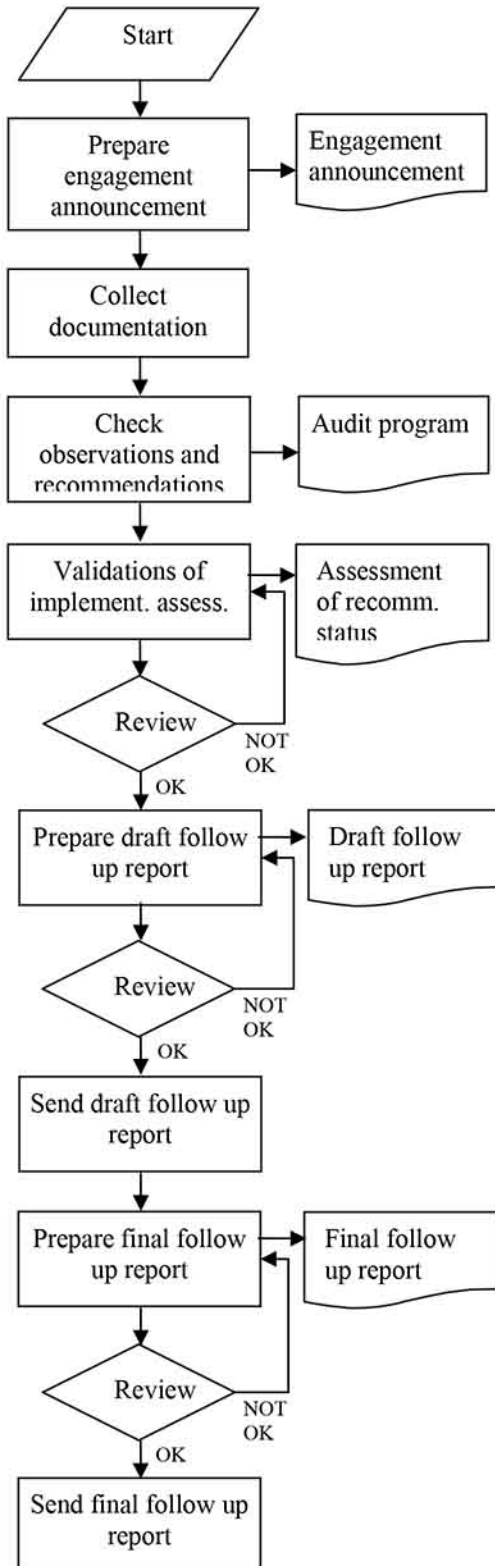 Start
Prepare
engagement
announcement
Engagement
announcement
Collect
documentation
Check
observations and
recommendations
Audit program
Validations of
implement. assess.
Assessment
of recomm.
status
Review
NOT
OK
OK
Prepare draft follow
up report
Draft follow
up report
Review
NOT
OK
OK
Send draft follow up
report
Prepare final follow
up report
Final follow
up report
Review
NOT
OK
OK
Send final follow up
report